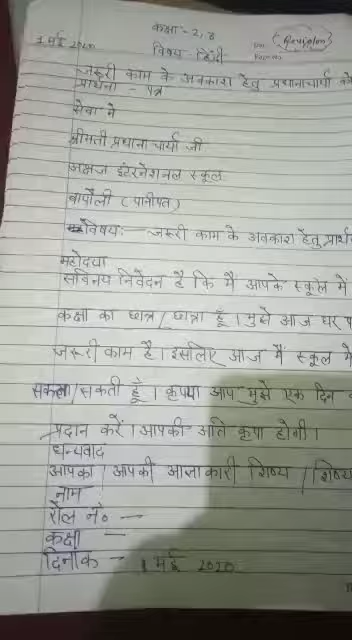 कक्षा - 2, 3
1 मई 2020
विषय - हिंदी
(Revision)
जरूरी काम के अवकाश हेतु प्रधानाचार्या को
प्रार्थना - पत्र
सेवा मे
श्रीमती प्रधानाचार्या जी
इंटरनेशनल स्कूल
बापौली (पानीपत)
विषय:- जरूरी काम के अवकाश हेतु प्रार्थ
महोदया
सविनय निवेदन है कि मै आपके स्कूल में
कक्षा का छात्र / छात्रा हूँ। मुझे आज घर प
जरूरी काम है। इसलिए आज मैं स्कूल में
सकता / सकती हूँ। कृपया आप मुझे एक दिन क
प्रदान करें। आपकी अति कृपा होगी।
धन्यवाद
आपका / आपकी आज्ञाकारी शिष्य / शिष्य
नाम
रोल नं० —
कक्षा —
दिनांक - 1 मई 2020